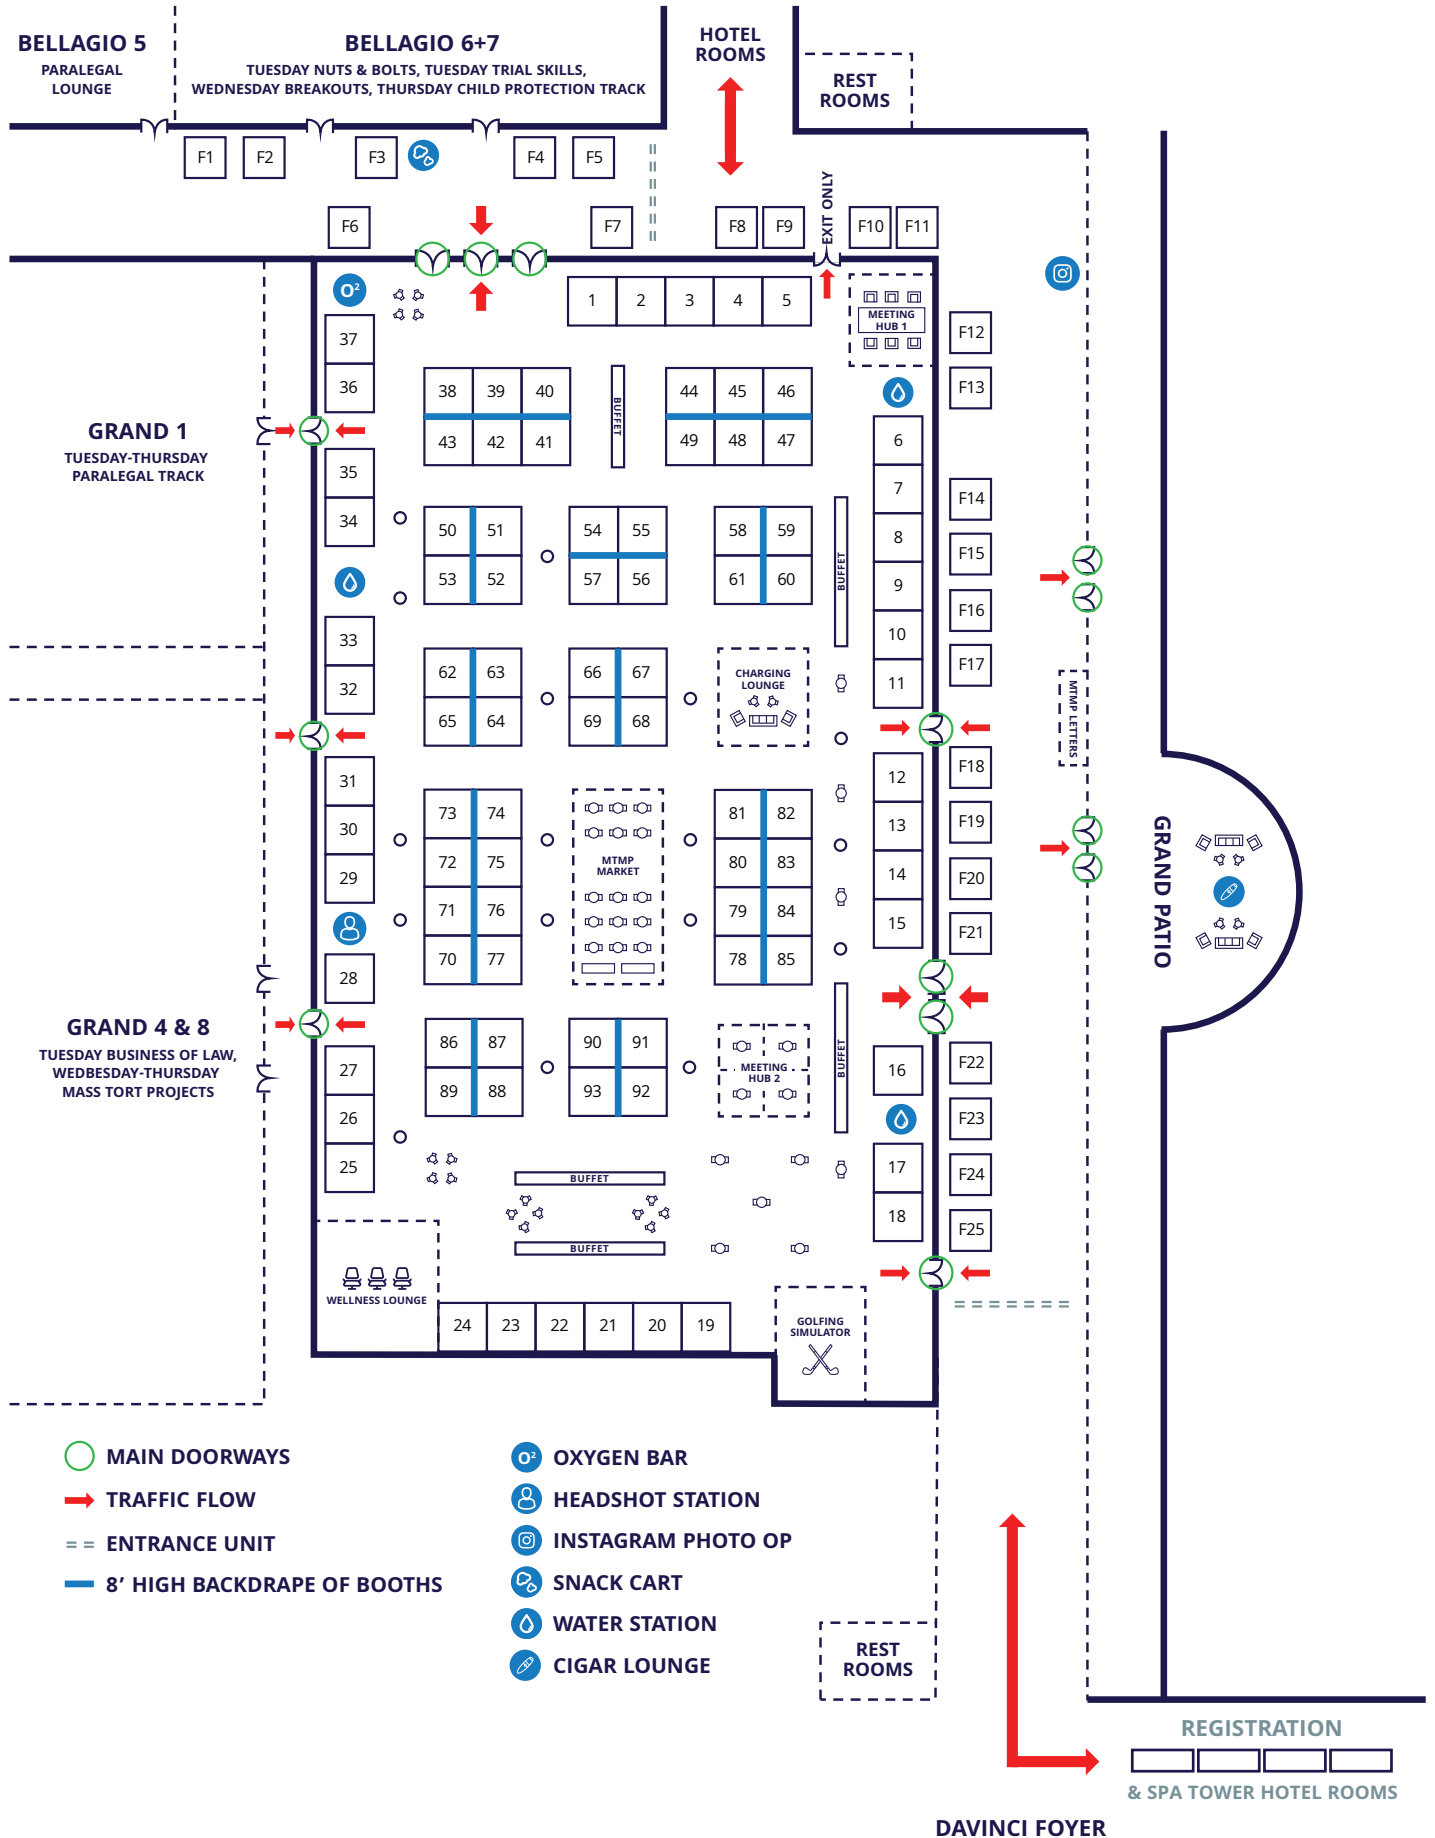 BELLAGIO 5
PARALEGAL
LOUNGE
BELLAGIO 6+7
TUESDAY NUTS & BOLTS, TUESDAY TRIAL SKILLS,
WEDNESDAY BREAKOUTS, THURSDAY CHILD PROTECTION TRACK
HOTEL
ROOMS
REST
ROOMS
F1
F2
F3
F4
F5
F6
F7
F8
F9
EXIT ONLY
F10
F11
O²
1
2
3
4
5
MEETING
HUB 1
F12
F13
37
36
38
39
40
43
42
41
BUFFET
44
45
46
49
48
47
6
7
8
9
10
11
GRAND 1
TUESDAY-THURSDAY
PARALEGAL TRACK
35
34
50
51
53
52
54
55
57
56
58
59
61
60
BUFFET
F14
F15
F16
F17
33
32
62
63
65
64
66
67
69
68
CHARGING
LOUNGE
MTMP LETTERS
31
30
29
73
74
72
75
71
76
70
77
MTMP
MARKET
81
82
80
83
79
84
78
85
12
13
14
15
F18
F19
F20
F21
GRAND PATIO
28
GRAND 4 & 8
TUESDAY BUSINESS OF LAW,
WEDBESDAY-THURSDAY
MASS TORT PROJECTS
27
26
25
86
87
89
88
90
91
93
92
MEETING
HUB 2
BUFFET
16
17
18
F22
F23
F24
F25
BUFFET
BUFFET
WELLNESS LOUNGE
24
23
22
21
20
19
GOLFING
SIMULATOR
MAIN DOORWAYS
TRAFFIC FLOW
ENTRANCE UNIT
8’ HIGH BACKDRAPE OF BOOTHS
O² OXYGEN BAR
HEADSHOT STATION
INSTAGRAM PHOTO OP
SNACK CART
WATER STATION
CIGAR LOUNGE
REST
ROOMS
REGISTRATION
& SPA TOWER HOTEL ROOMS
DAVINCI FOYER